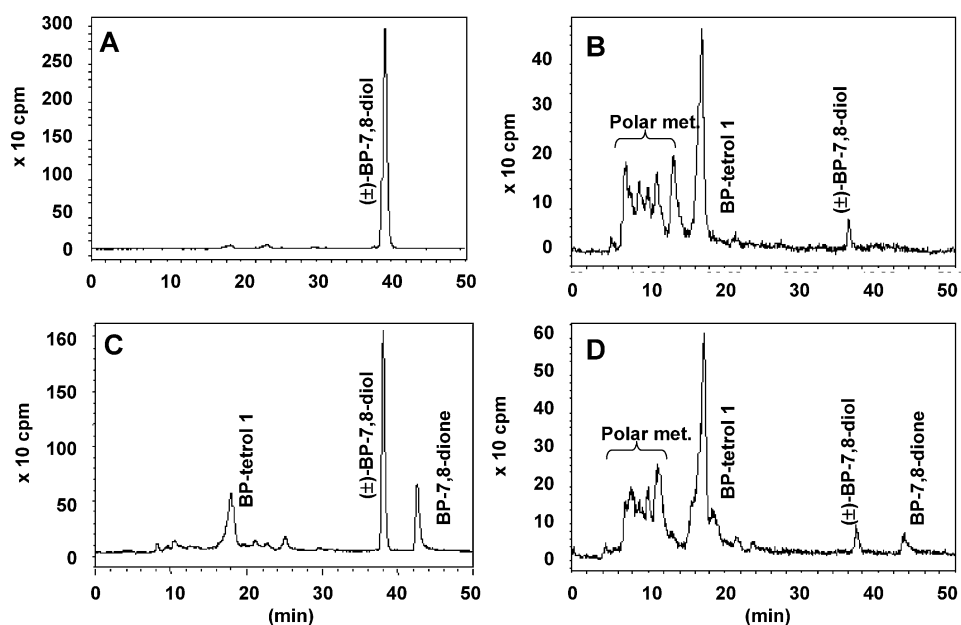 A
300
250
200
150
100
50
0
x 10 cpm
(±)-BP-7,8-diol
0 10 20 30 40 50
B
40
30
20
10
0
x 10 cpm
Polar met.
BP-tetrol 1
(±)-BP-7,8-diol
0 10 20 30 40 50
C
160
150
100
50
0
x 10 cpm
BP-tetrol 1
(±)-BP-7,8-diol
BP-7,8-dione
0 10 20 30 40 50
(min)
D
60
50
40
30
20
10
0
x 10 cpm
Polar met.
BP-tetrol 1
(±)-BP-7,8-diol
BP-7,8-dione
0 10 20 30 40 50
(min)